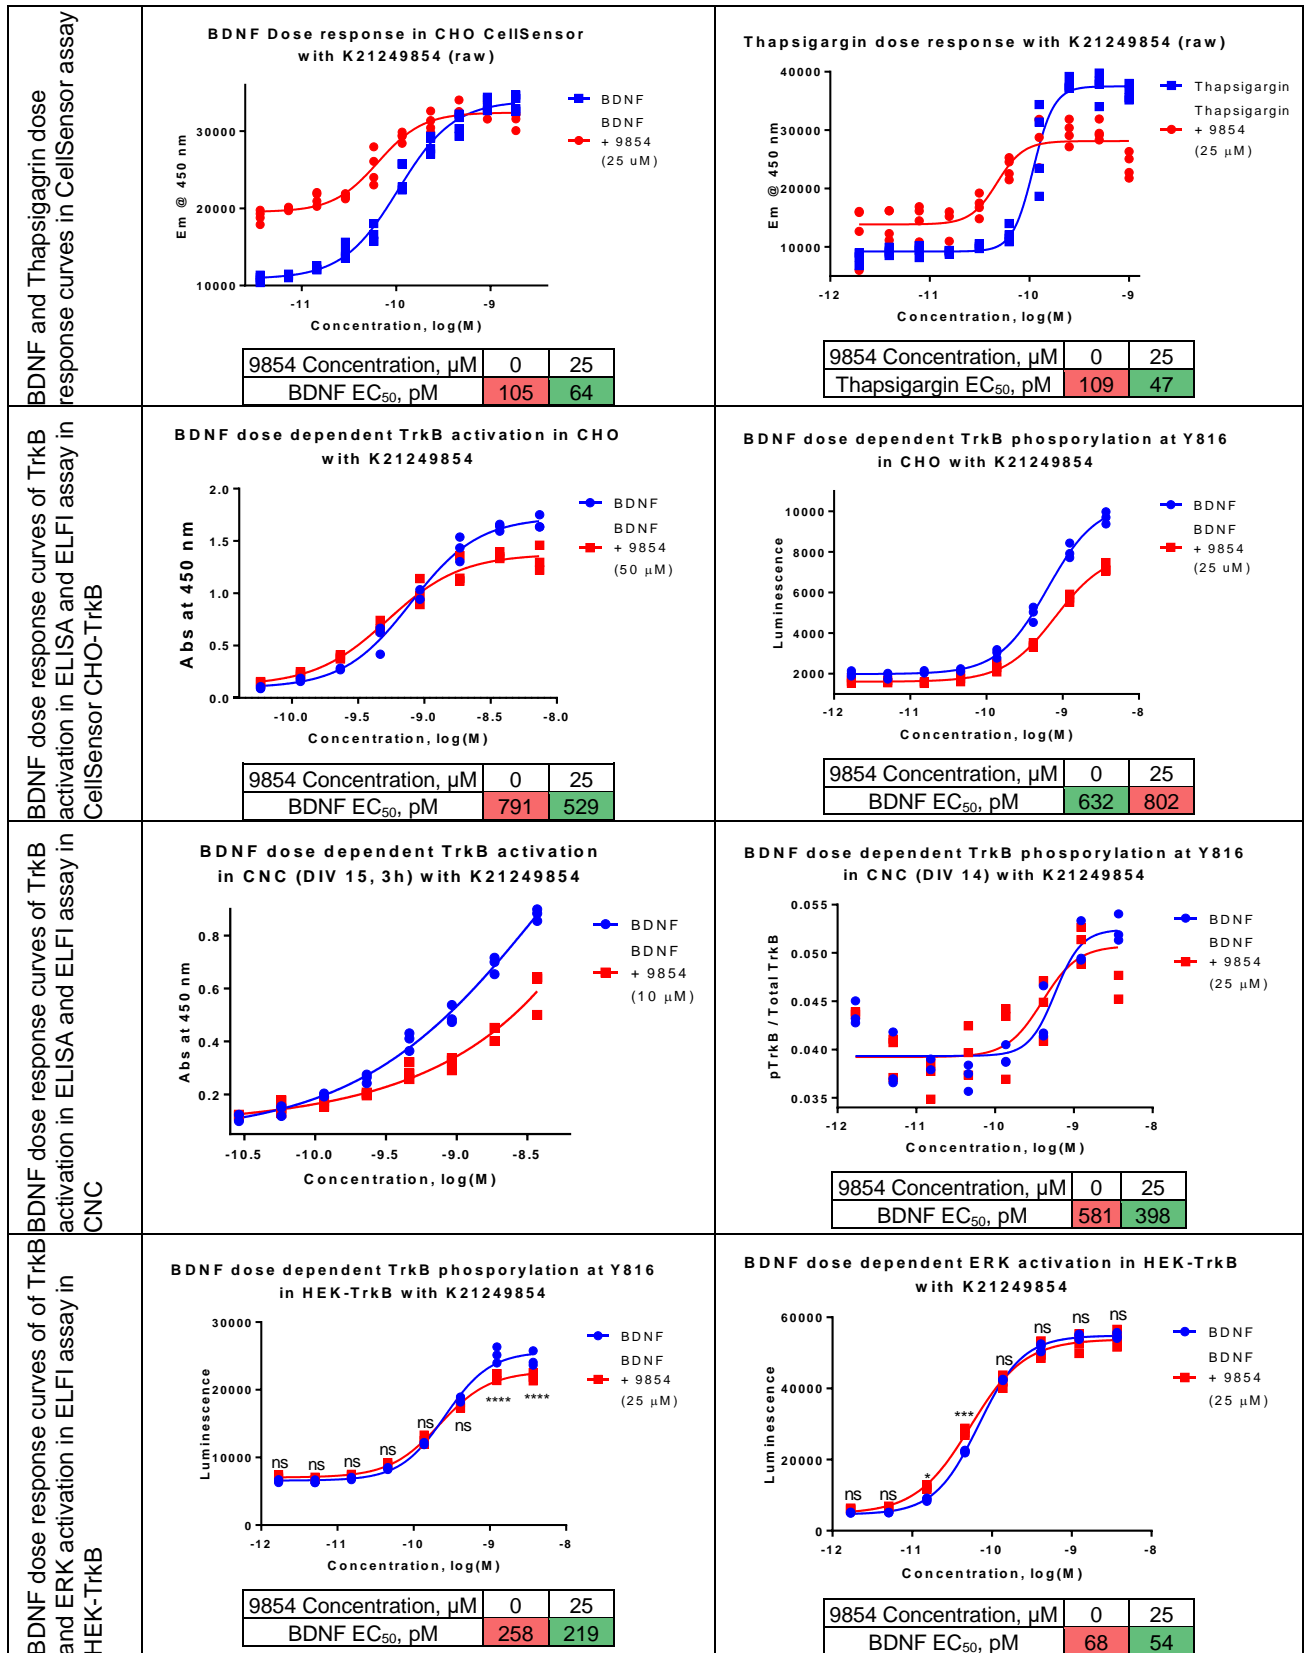 BDNF and Thapsigagrin dose
response curves in CellSensor assay
BDNF Dose response in CHO CellSensor
with K21249854 (raw)
Em @ 450 nm
30000
20000
10000
-11
-10
-9
Concentration, log(M)
BDNF
BDNF
+ 9854
(25 uM)
9854 Concentration, µM 0 25
BDNF EC50, pM 105 64
Thapsigargin dose response with K21249854 (raw)
Em @ 450 nm
40000
30000
20000
10000
-12
-11
-10
-9
Concentration, log(M)
Thapsigargin
Thapsigargin
+ 9854
(25 µM)
9854 Concentration, µM 0 25
Thapsigargin EC50, pM 109 47
BDNF dose response curves of TrkB
activation in ELISA and ELFI assay in
CellSensor CHO-TrkB
BDNF dose dependent TrkB activation in CHO
with K21249854
Abs at 450 nm
2.0
1.5
1.0
0.5
0.0
-10.0
-9.5
-9.0
-8.5
-8.0
Concentration, log(M)
BDNF
BDNF
+ 9854
(50 µM)
9854 Concentration, µM 0 25
BDNF EC50, pM 791 529
BDNF dose dependent TrkB phosporylation at Y816
in CHO with K21249854
Luminescence
10000
8000
6000
4000
2000
-12
-11
-10
-9
-8
Concentration, log(M)
BDNF
BDNF
+ 9854
(25 uM)
9854 Concentration, µM 0 25
BDNF EC50, pM 632 802
BDNF dose response curves of TrkB
activation in ELISA and ELFI assay in
CNC
BDNF dose dependent TrkB activation
in CNC (DIV 15, 3h) with K21249854
Abs at 450 nm
0.8
0.6
0.4
0.2
-10.5
-10.0
-9.5
-9.0
-8.5
Concentration, log(M)
BDNF
BDNF
+ 9854
(10 µM)
BDNF dose dependent TrkB phosporylation at Y816
in CNC (DIV 14) with K21249854
pTrkB / Total TrkB
0.055
0.045
0.040
0.035
-12
-11
-10
-9
-8
Concentration, log(M)
BDNF
BDNF
+ 9854
(25 µM)
9854 Concentration, µM 0 25
BDNF EC50, pM 581 398
BDNF dose response curves of of TrkB
and ERK activation in ELFI assay in
HEK-TrkB
BDNF dose dependent TrkB phosporylation at Y816
in HEK-TrkB with K21249854
Luminescence
30000
20000
10000
0
ns ns ns ns ns ns **** ****
-12
-11
-10
-9
-8
Concentration, log(M)
BDNF
BDNF
+ 9854
(25 µM)
9854 Concentration, µM 0 25
BDNF EC50, pM 258 219
BDNF dose dependent ERK activation in HEK-TrkB
with K21249854
Luminescence
60000
40000
20000
0
ns ns * *** ns ns ns ns
-12
-11
-10
-9
-8
Concentration, log(M)
BDNF
BDNF
+ 9854
(25 µM)
9854 Concentration, µM 0 25
BDNF EC50, pM 68 54